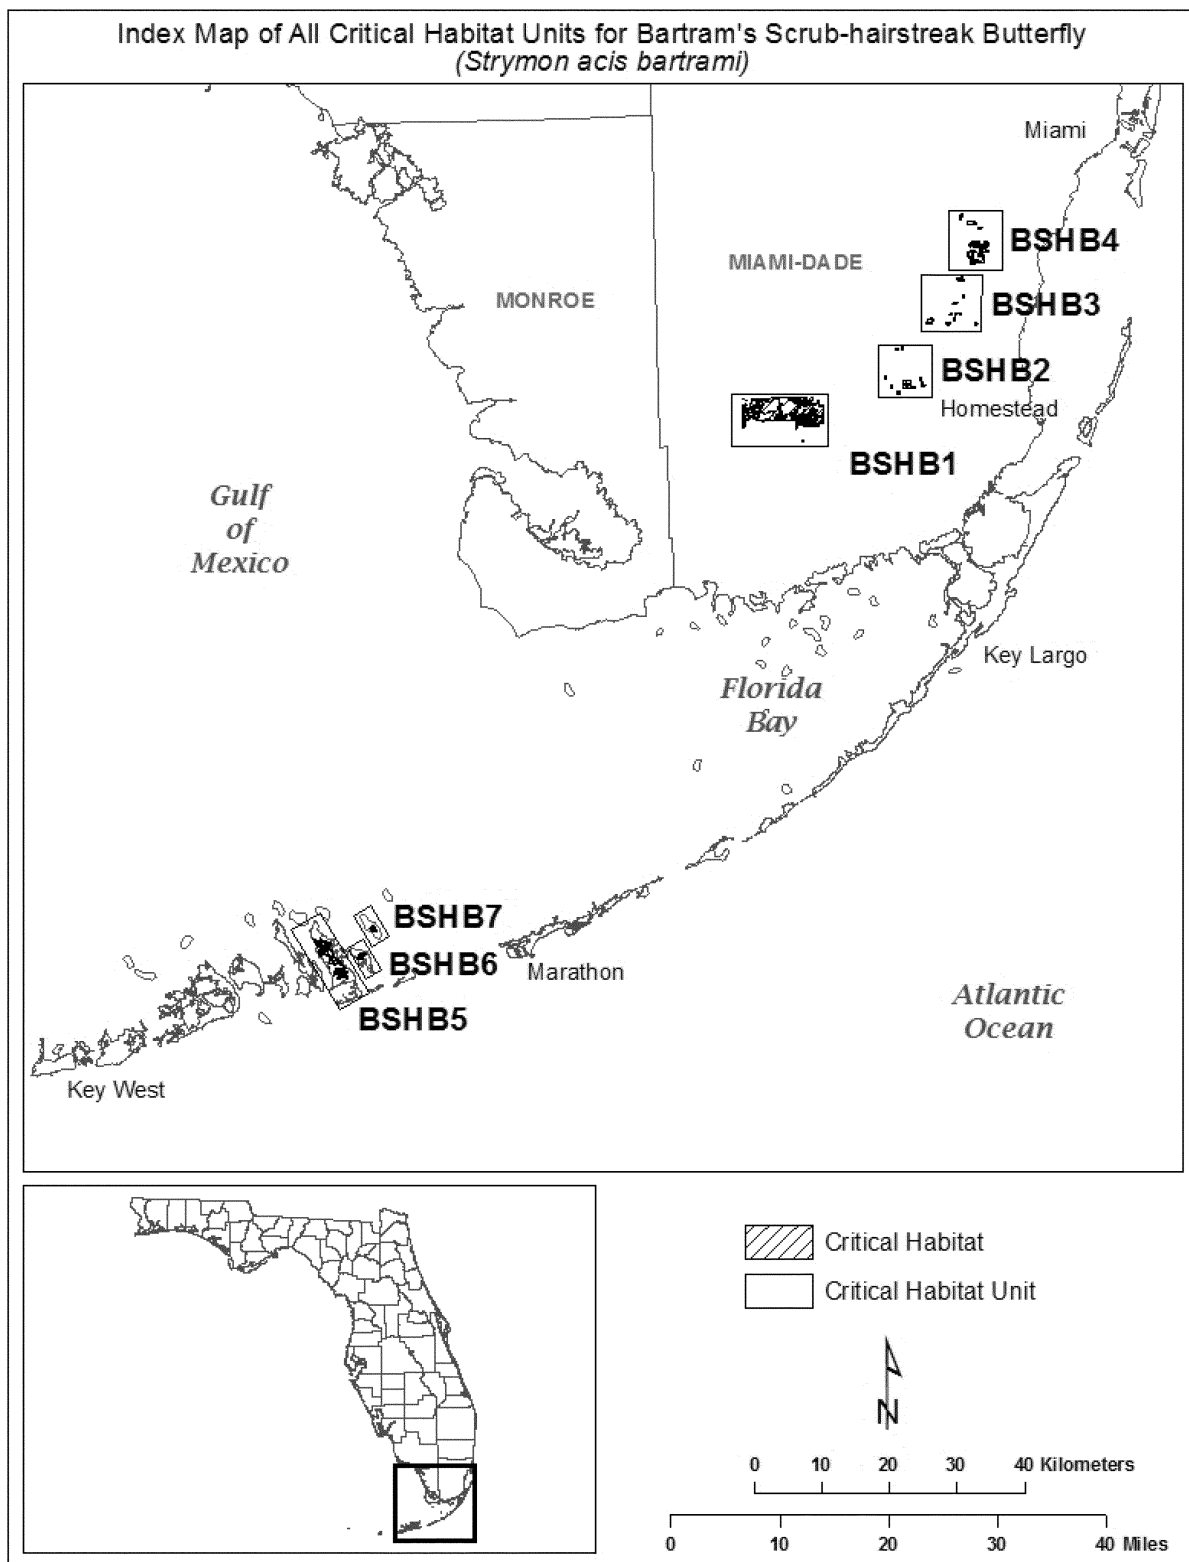 Index Map of All Critical Habitat Units for Bartram's Scrub-hairstreak Butterfly
(Strymon acis bartrami)
Miami
BSHB4
MIAMI-DADE
MONROE
BSHB3
BSHB2
Homestead
BSHB1
Gulf
of
Mexico
Key Largo
Florida
Bay
BSHB7
BSHB6
Marathon
BSHB5
Atlantic
Ocean
Key West
Critical Habitat
Critical Habitat Unit
N
0 10 20 30 40 Kilometers
0 10 20 30 40 Miles